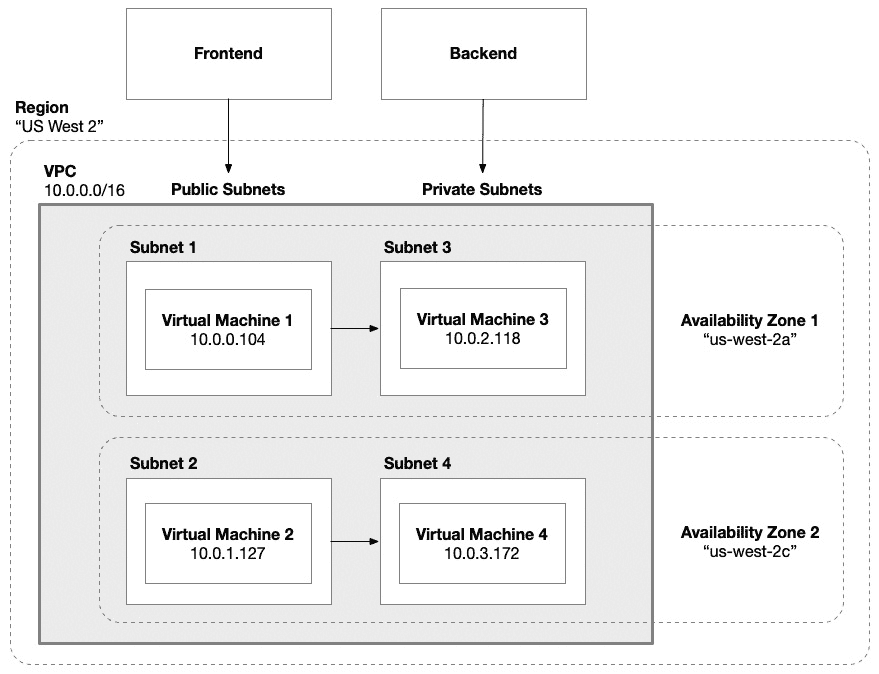 Frontend
Backend
Region
“US West 2”
VPC
10.0.0.0/16
Public Subnets
Private Subnets
Subnet 1
Subnet 3
Virtual Machine 1
10.0.0.104
Virtual Machine 3
10.0.2.118
Availability Zone 1
“us-west-2a”
Subnet 2
Subnet 4
Virtual Machine 2
10.0.1.127
Virtual Machine 4
10.0.3.172
Availability Zone 2
“us-west-2c”